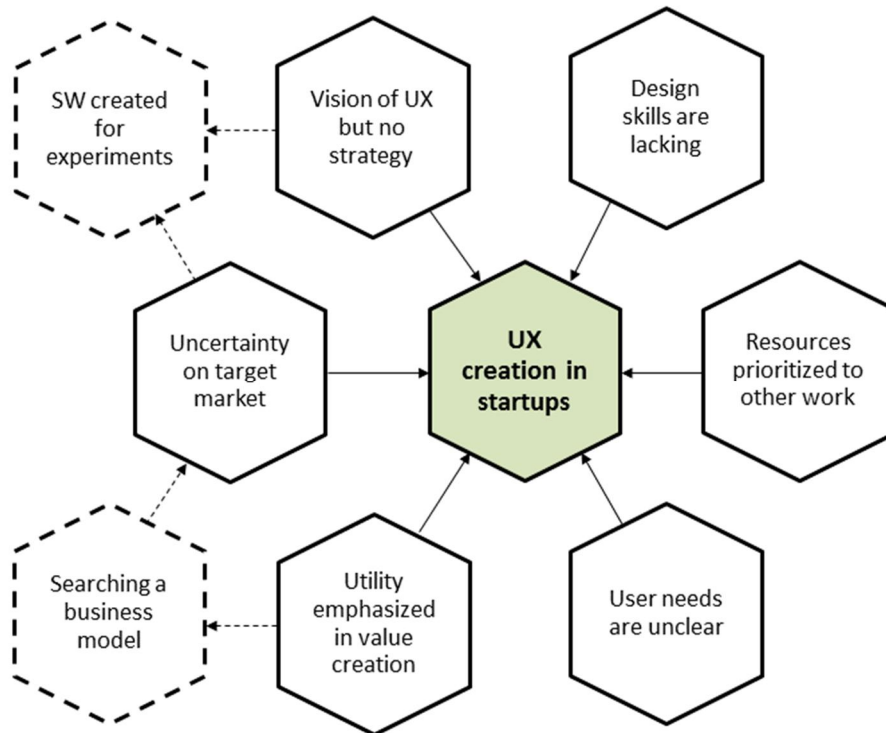 SW created
for
experiments
Vision of UX
but no
strategy
Design
skills are
lacking
Uncertainty
on target
market
UX
creation in
startups
Resources
prioritized to
other work
Searching a
business
model
Utility
emphasized
in value
creation
User needs
are unclear